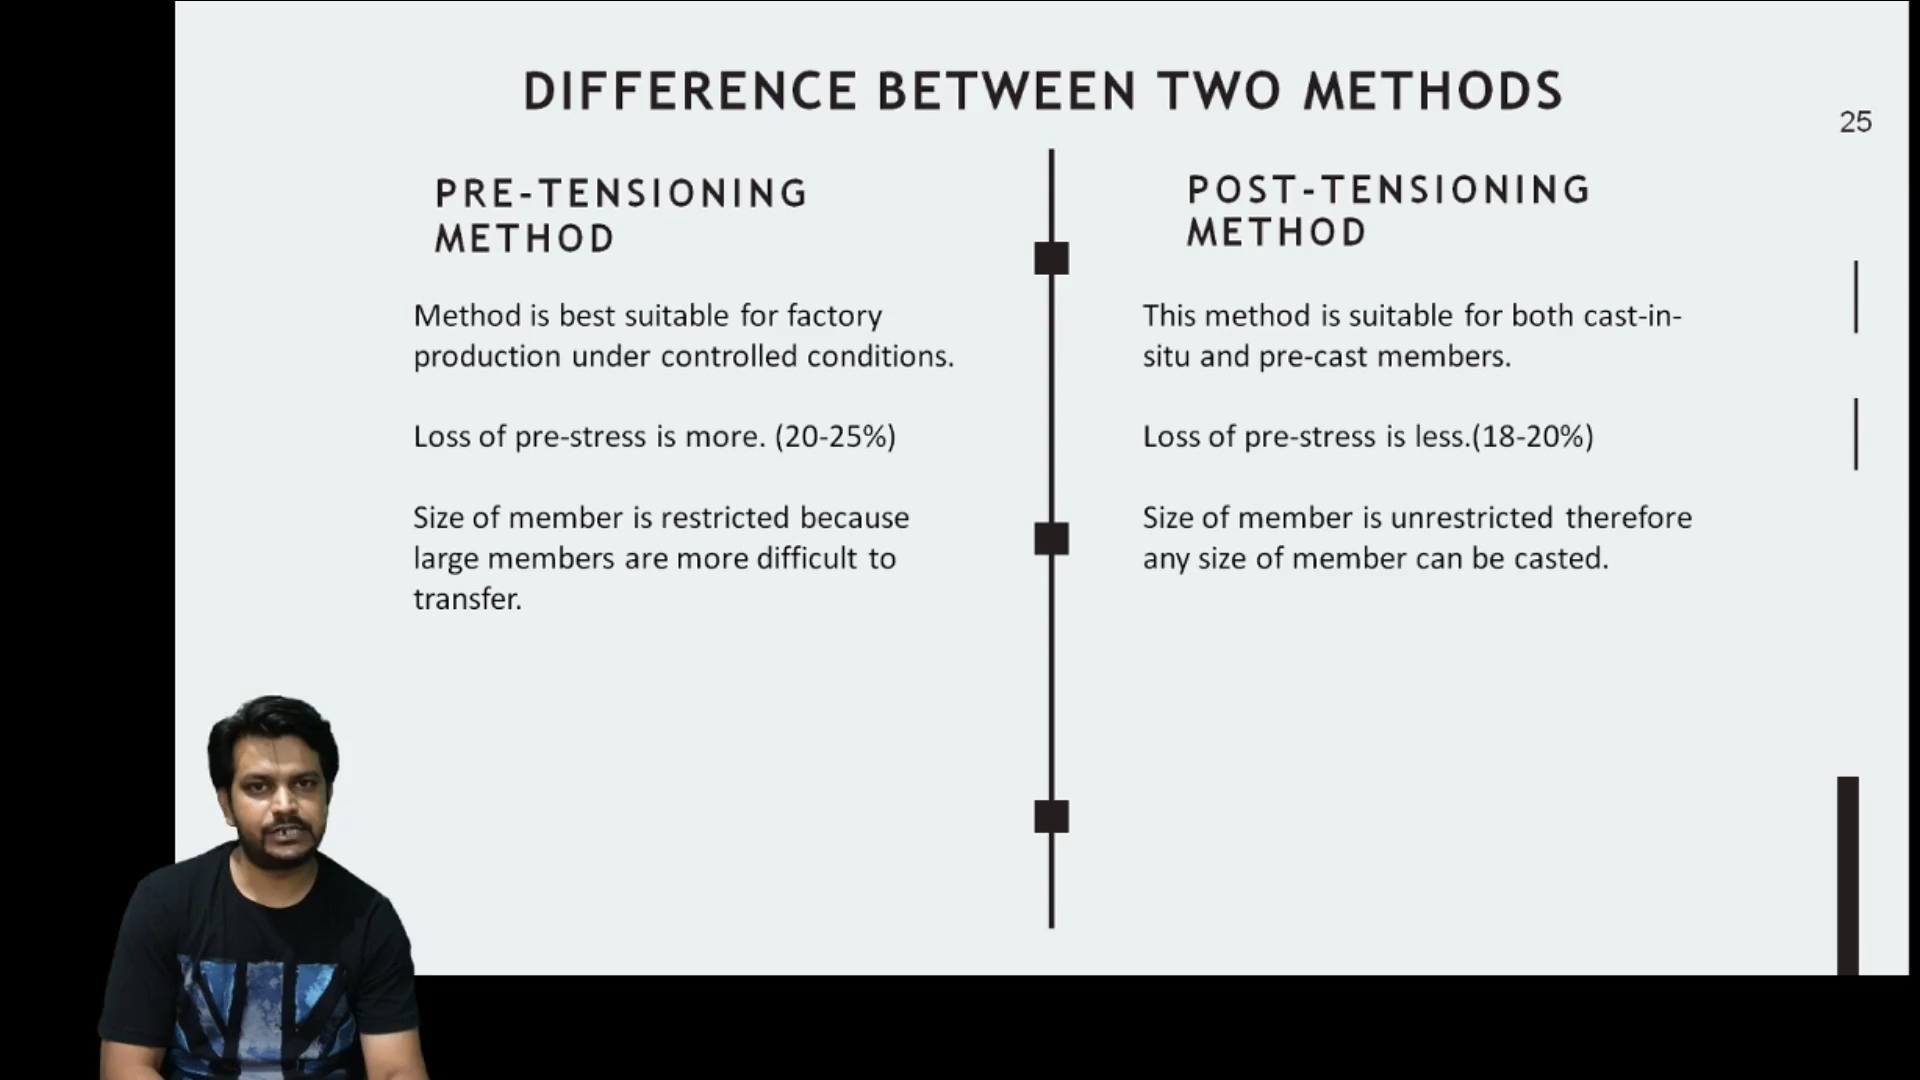 DIFFERENCE BETWEEN TWO METHODS
25
PRE-TENSIONING
METHOD
Method is best suitable for factory
production under controlled conditions.
Loss of pre-stress is more. (20-25%)
Size of member is restricted because
large members are more difficult to
transfer.
POST-TENSIONING
METHOD
This method is suitable for both cast-in-
situ and pre-cast members.
Loss of pre-stress is less.(18-20%)
Size of member is unrestricted therefore
any size of member can be casted.